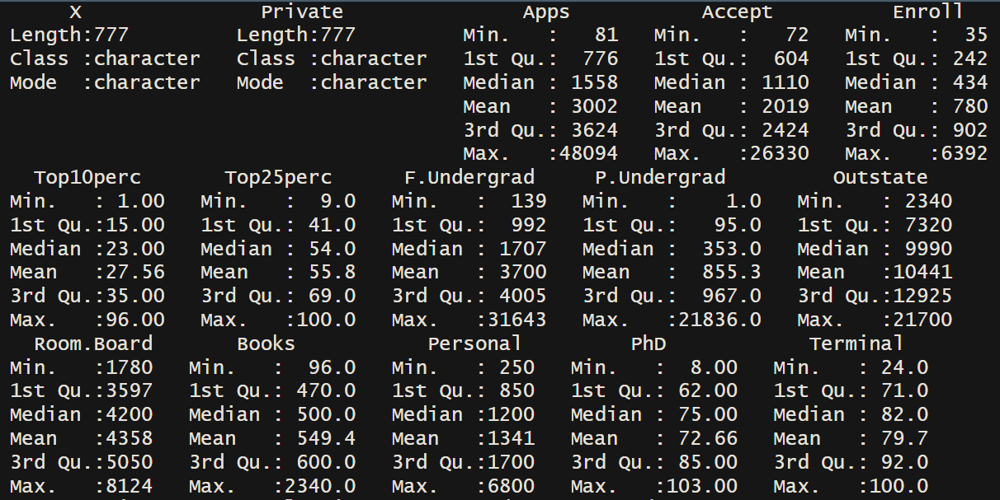 X               Private               Apps           Accept          Enroll
Length:777         Length:777         Min.   :   81   Min.   :   72   Min.   :  35
Class :character   Class :character   1st Qu.:  776   1st Qu.:  604   1st Qu.: 242
Mode  :character   Mode  :character   Median : 1558   Median : 1110   Median : 434
                                      Mean   : 3002   Mean   : 2019   Mean   : 780
                                      3rd Qu.: 3624   3rd Qu.: 2424   3rd Qu.: 902
                                      Max.   :48094   Max.   :26330   Max.   :6392
  Top10perc       Top25perc      F.Undergrad     P.Undergrad         Outstate
Min.   : 1.00   Min.   :  9.0   Min.   :  139   Min.   :    1.0   Min.   : 2340
1st Qu.:15.00   1st Qu.: 41.0   1st Qu.:  992   1st Qu.:   95.0   1st Qu.: 7320
Median :23.00   Median : 54.0   Median : 1707   Median :  353.0   Median : 9990
Mean   :27.56   Mean   : 55.8   Mean   : 3700   Mean   :  855.3   Mean   :10441
3rd Qu.:35.00   3rd Qu.: 69.0   3rd Qu.: 4005   3rd Qu.:  967.0   3rd Qu.:12925
Max.   :96.00   Max.   :100.0   Max.   :31643   Max.   :21836.0   Max.   :21700
  Room.Board       Books           Personal         PhD            Terminal
Min.   :1780   Min.   :  96.0   Min.   : 250   Min.   :  8.00   Min.   : 24.0
1st Qu.:3597   1st Qu.: 470.0   1st Qu.: 850   1st Qu.: 62.00   1st Qu.: 71.0
Median :4200   Median : 500.0   Median :1200   Median : 75.00   Median : 82.0
Mean   :4358   Mean   : 549.4   Mean   :1341   Mean   : 72.66   Mean   : 79.7
3rd Qu.:5050   3rd Qu.: 600.0   3rd Qu.:1700   3rd Qu.: 85.00   3rd Qu.: 92.0
Max.   :8124   Max.   :2340.0   Max.   :6800   Max.   :103.00   Max.   :100.0